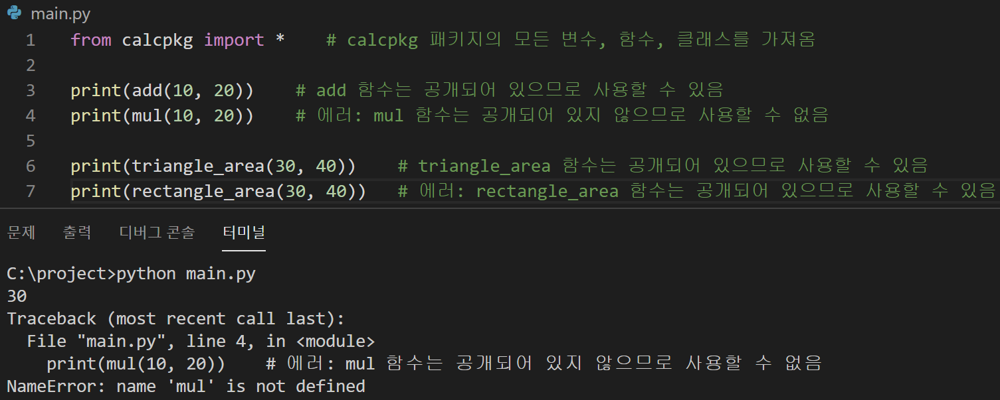 main.py
1 from calcpkg import * # calcpkg 패키지의 모든 변수, 함수, 클래스를 가져옴
2
3 print(add(10, 20)) # add 함수는 공개되어 있으므로 사용할 수 있음
4 print(mul(10, 20)) # 에러: mul 함수는 공개되어 있지 않으므로 사용할 수 없음
5
6 print(triangle_area(30, 40)) # triangle_area 함수는 공개되어 있으므로 사용할 수 있음
7 print(rectangle_area(30, 40)) # 에러: rectangle_area 함수는 공개되어 있으므로 사용할 수 있음
문제 출력 디버그 콘솔 터미널
C:\project>python main.py
30
Traceback (most recent call last):
  File "main.py", line 4, in <module>
    print(mul(10, 20)) # 에러: mul 함수는 공개되어 있지 않으므로 사용할 수 없음
NameError: name 'mul' is not defined